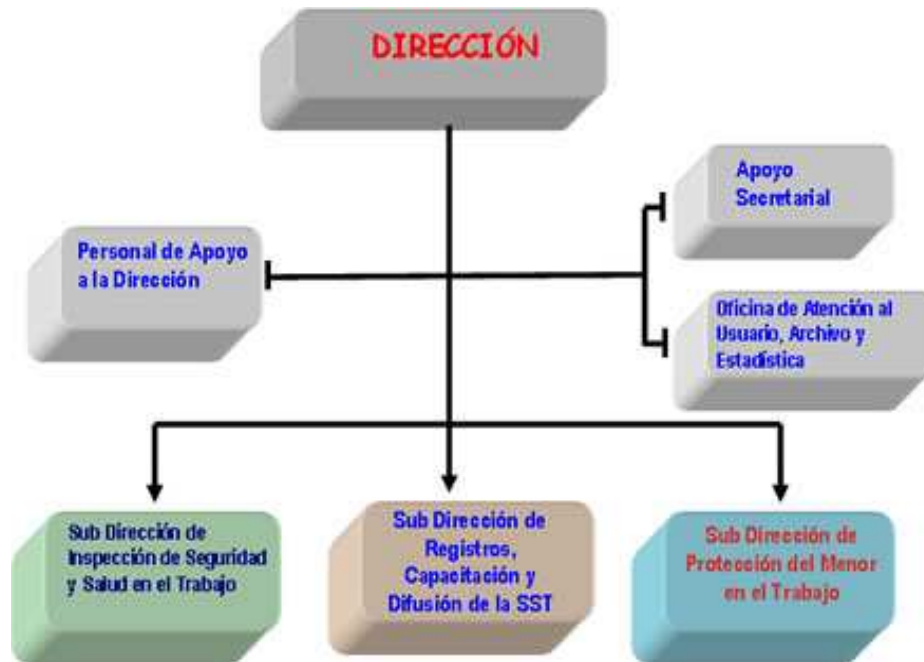 DIRECCIÓN
Apoyo
Secretarial
Personal de Apoyo
a la Dirección
Oficina de Atención al
Usuario, Archivo y
Estadística
Sub Dirección de
Inspección de Seguridad
y Salud en el Trabajo
Sub Dirección de
Registros,
Capacitación y
Difusión de la SST
Sub Dirección de
Protección del Menor
en el Trabajo